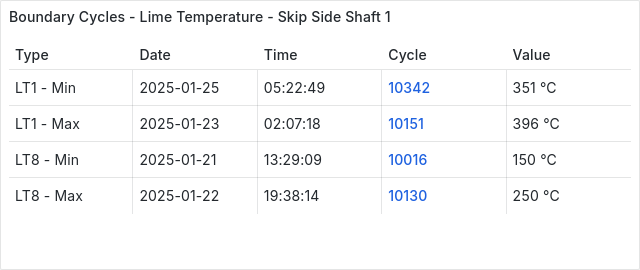 Boundary Cycles - Lime Temperature - Skip Side Shaft 1
Type Date Time Cycle Value
LT1 - Min 2025-01-25 05:22:49 10342 351 °C
LT1 - Max 2025-01-23 02:07:18 10151 396 °C
LT8 - Min 2025-01-21 13:29:09 10016 150 °C
LT8 - Max 2025-01-22 19:38:14 10130 250 °C